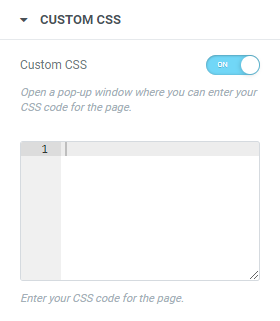 CUSTOM CSS
Custom CSS
ON
Open a pop-up window where you can enter your
CSS code for the page.
1
Enter your CSS code for the page.